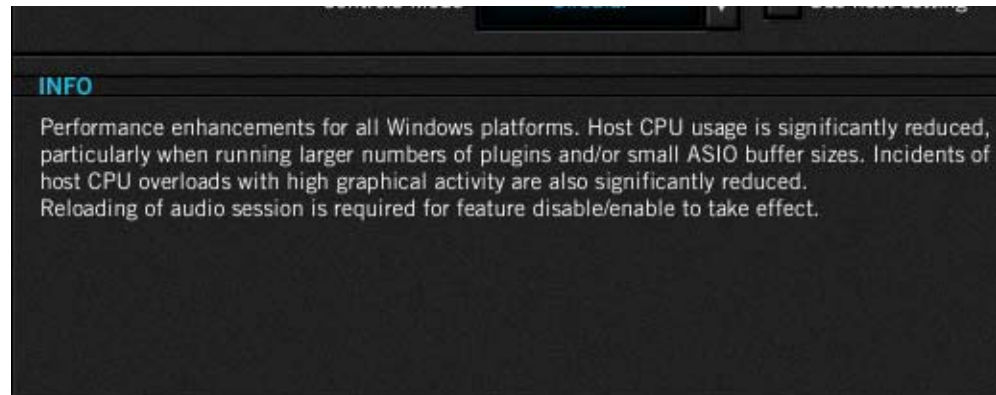 INFO
Performance enhancements for all Windows platforms. Host CPU usage is significantly reduced,
particularly when running larger numbers of plugins and/or small ASIO buffer sizes. Incidents of
host CPU overloads with high graphical activity are also significantly reduced.
Reloading of audio session is required for feature disable/enable to take effect.